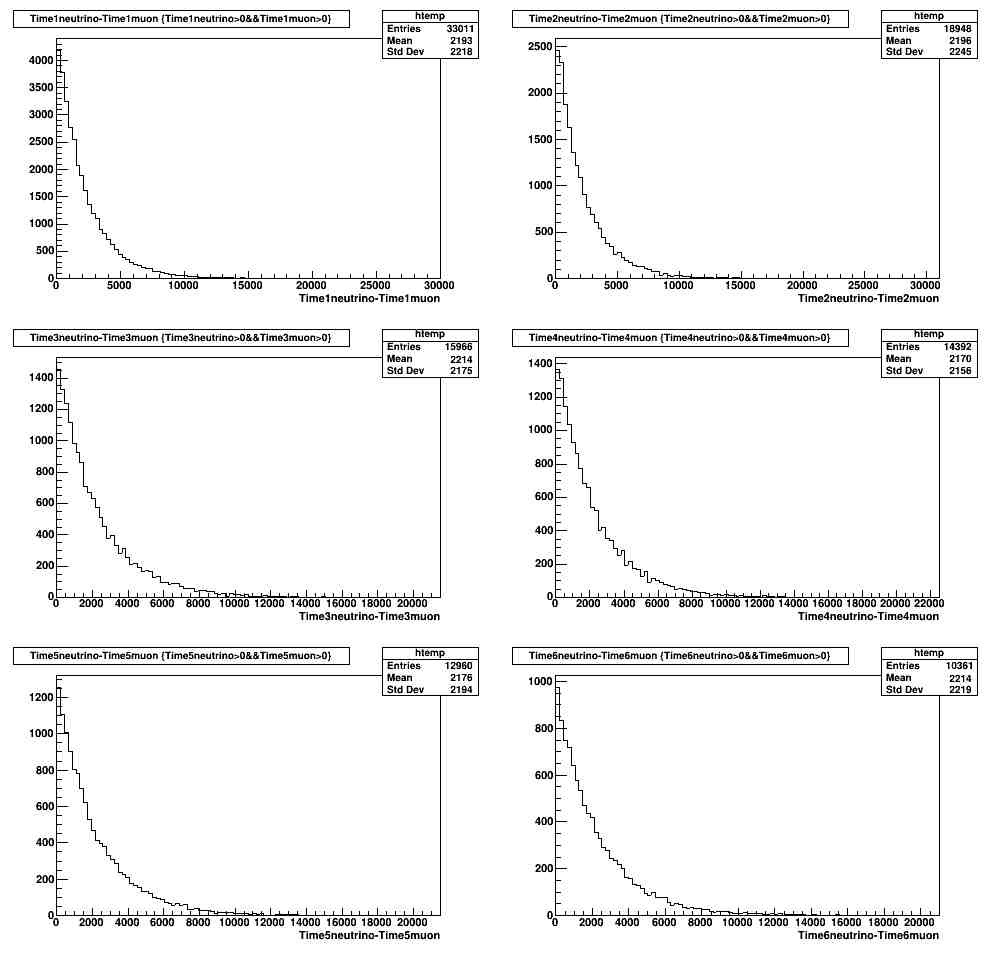 Time1neutrino-Time1muon {Time1neutrino>0&&Time1muon>0}
htemp
Entries 33011
Mean 2193
Std Dev 2218
4000
3500
3000
2500
2000
1500
1000
500
0
0 5000 10000 15000 20000 25000 30000
Time1neutrino-Time1muon
Time2neutrino-Time2muon {Time2neutrino>0&&Time2muon>0}
htemp
Entries 18948
Mean 2196
Std Dev 2245
2500
2000
1500
1000
500
0
0 5000 10000 15000 20000 25000 30000
Time2neutrino-Time2muon
Time3neutrino-Time3muon {Time3neutrino>0&&Time3muon>0}
htemp
Entries 15966
Mean 2214
Std Dev 2175
1400
1200
1000
800
600
400
200
0
0 2000 4000 6000 8000 10000 12000 14000 16000 18000 20000
Time3neutrino-Time3muon
Time4neutrino-Time4muon {Time4neutrino>0&&Time4muon>0}
htemp
Entries 14392
Mean 2170
Std Dev 2156
1400
1200
1000
800
600
400
200
0
0 2000 4000 6000 8000 10000 12000 14000 16000 18000 20000 22000
Time4neutrino-Time4muon
Time5neutrino-Time5muon {Time5neutrino>0&&Time5muon>0}
htemp
Entries 12960
Mean 2176
Std Dev 2194
1200
1000
800
600
400
200
0
0 2000 4000 6000 8000 10000 12000 14000 16000 18000 20000
Time5neutrino-Time5muon
Time6neutrino-Time6muon {Time6neutrino>0&&Time6muon>0}
htemp
Entries 10361
Mean 2214
Std Dev 2219
1000
800
600
400
200
0
0 2000 4000 6000 8000 10000 12000 14000 16000 18000 20000
Time6neutrino-Time6muon